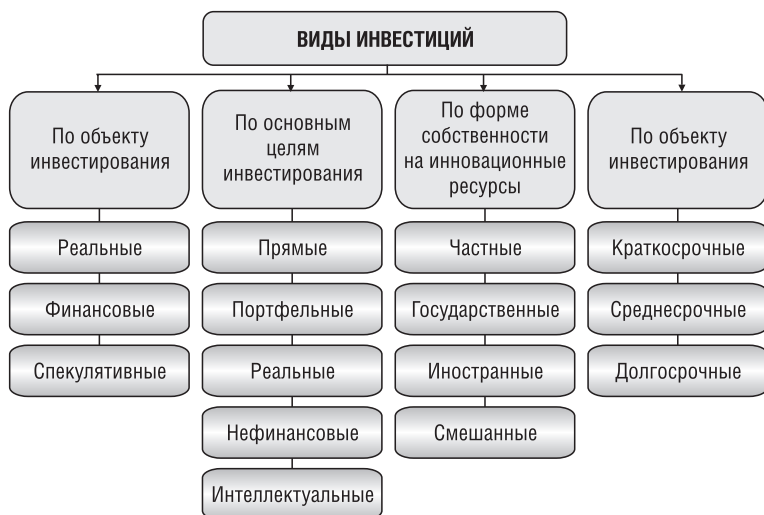 ВИДЫ ИНВЕСТИЦИЙ
По объекту
инвестирования
Реальные
Финансовые
Спекулятивные
По основным
целям
инвестирования
Прямые
Портфельные
Реальные
Нефинансовые
Интеллектуальные
По форме
собственности
на инновационные
ресурсы
Частные
Государственные
Иностранные
Смешанные
По объекту
инвестирования
Краткосрочные
Среднесрочные
Долгосрочные